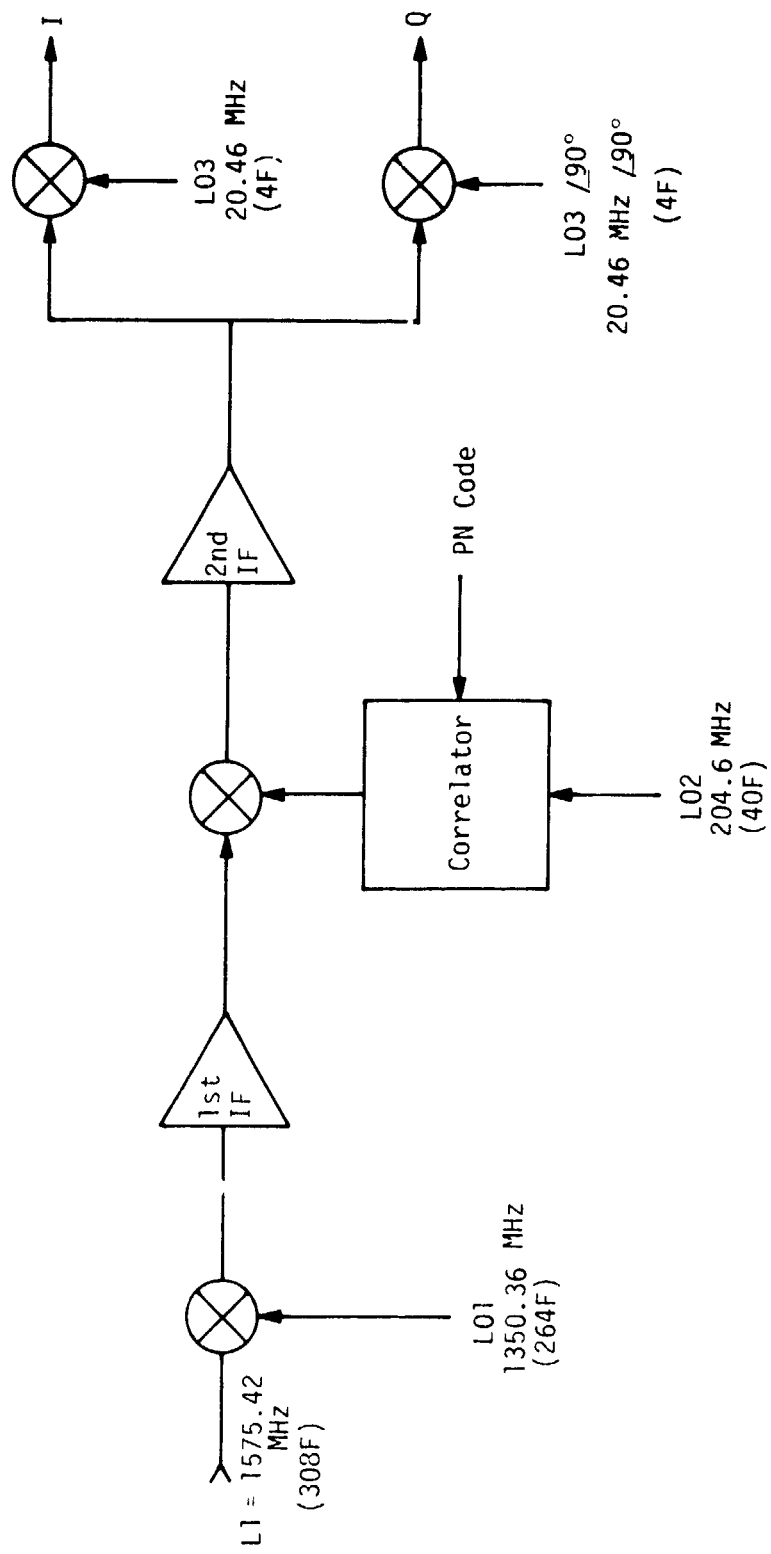 L1 = 1575.42
MHz
(308F)
LO1
1350.36 MHz
(264F)
1st
IF
Correlator
PN Code
LO2
204.6 MHz
(40F)
2nd
IF
LO3
20.46 MHz
(4F)
I
LO3 /90°
20.46 MHz /90°
(4F)
Q